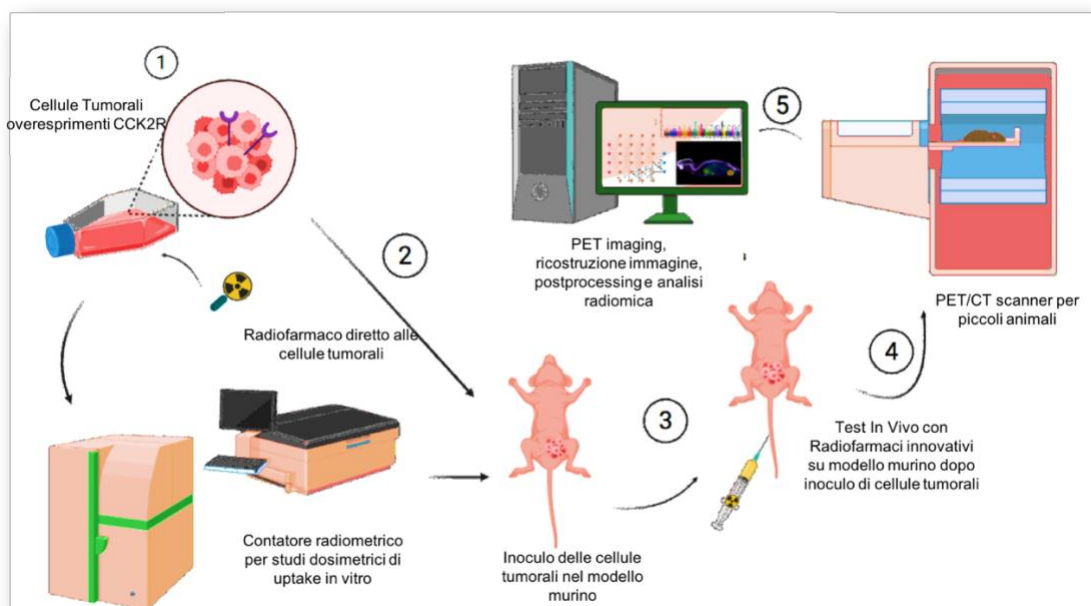 1
Cellule Tumorali
overesprimenti CCK2R
2
Radiofarmaco diretto alle
cellule tumorali
Contatore radiometrico
per studi dosimetrici di
uptake in vitro
Inoculo delle cellule
tumorali nel modello
murino
3
Test In Vivo con
Radiofarmaci innovativi
su modello murino dopo
inoculo di cellule tumorali
4
PET/CT scanner per
piccoli animali
5
PET imaging,
ricostruzione immagine,
postprocessing e analisi
radiomica